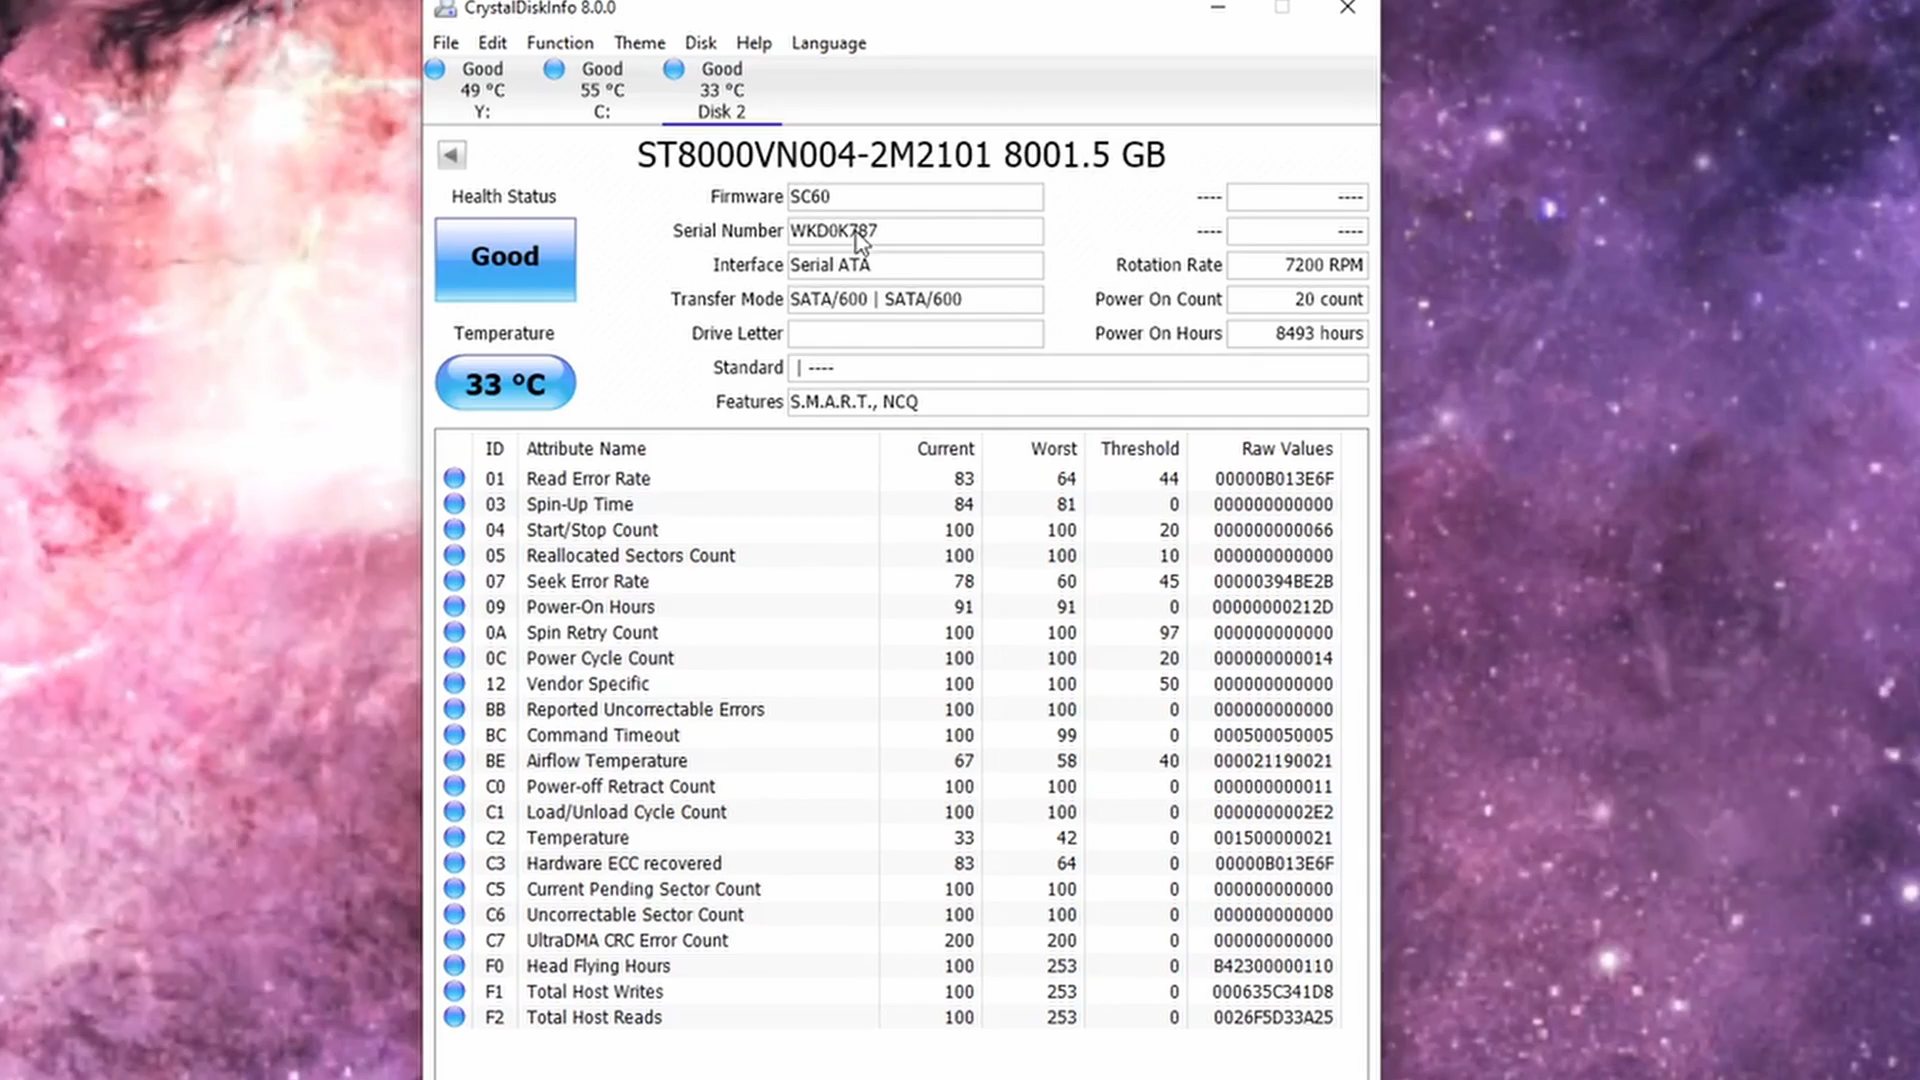 CrystalDiskInfo 8.0.0
File Edit Function Theme Disk Help Language
Good Good Good
49 °C 55 °C 33 °C
Y: C: Disk 2
ST8000VN004-2M2101 8001.5 GB
Health Status Firmware SC60 ---- ----
Good Serial Number WKD0K787 ---- ----
Interface Serial ATA Rotation Rate 7200 RPM
Transfer Mode SATA/600 | SATA/600 Power On Count 20 count
Temperature Drive Letter Power On Hours 8493 hours
33 °C Standard | ----
Features S.M.A.R.T., NCQ
ID Attribute Name Current Worst Threshold Raw Values
01 Read Error Rate 83 64 44 00000B013E6F
03 Spin-Up Time 84 81 0 000000000000
04 Start/Stop Count 100 100 20 000000000066
05 Reallocated Sectors Count 100 100 10 000000000000
07 Seek Error Rate 78 60 45 00000394BE2B
09 Power-On Hours 91 91 0 00000000212D
0A Spin Retry Count 100 100 97 000000000000
0C Power Cycle Count 100 100 20 000000000014
12 Vendor Specific 100 100 50 000000000000
BB Reported Uncorrectable Errors 100 100 0 000000000000
BC Command Timeout 100 99 0 000500050005
BE Airflow Temperature 67 58 40 000021190021
C0 Power-off Retract Count 100 100 0 000000000011
C1 Load/Unload Cycle Count 100 100 0 0000000002E2
C2 Temperature 33 42 0 001500000021
C3 Hardware ECC recovered 83 64 0 00000B013E6F
C5 Current Pending Sector Count 100 100 0 000000000000
C6 Uncorrectable Sector Count 100 100 0 000000000000
C7 UltraDMA CRC Error Count 200 200 0 000000000000
F0 Head Flying Hours 100 253 0 B42300000110
F1 Total Host Writes 100 253 0 000635C341D8
F2 Total Host Reads 100 253 0 0026F5D33A25